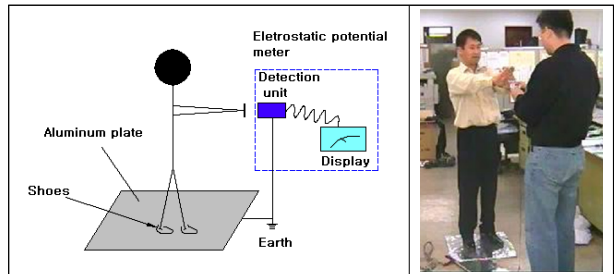 Eletrostatic potential
meter
Detection
unit
Aluminum plate
Display
Shoes
Earth